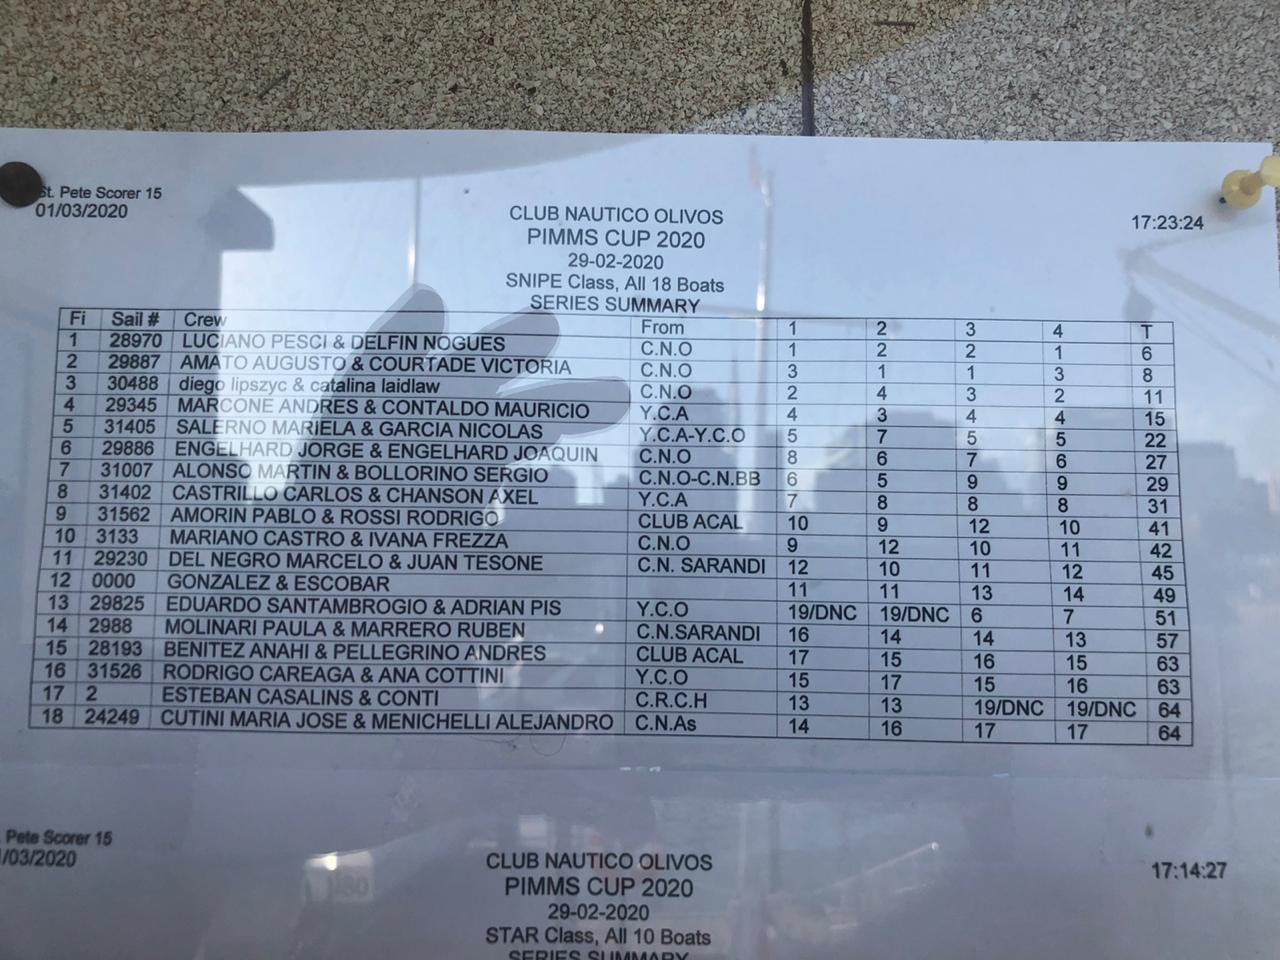 St. Pete Scorer 15
01/03/2020
17:23:24
CLUB NAUTICO OLIVOS
PIMMS CUP 2020
29-02-2020
SNIPE Class, All 18 Boats
SERIES SUMMARY
Fi Sail # Crew From 1 2 3 4 T
1 28970 LUCIANO PESCI & DELFIN NOGUES C.N.O 1 2 2 1 6
2 29887 AMATO AUGUSTO & COURTADE VICTORIA C.N.O 3 1 1 3 8
3 30488 diego lipszyc & catalina laidlaw C.N.O 2 4 3 2 11
4 29345 MARCONE ANDRES & CONTALDO MAURICIO Y.C.A 4 3 4 4 15
5 31405 SALERNO MARIELA & GARCIA NICOLAS Y.C.A-Y.C.O 5 7 5 5 22
6 29886 ENGELHARD JORGE & ENGELHARD JOAQUIN C.N.O 8 6 7 6 27
7 31007 ALONSO MARTIN & BOLLORINO SERGIO C.N.O-C.N.BB 6 5 9 9 29
8 31402 CASTRILLO CARLOS & CHANSON AXEL Y.C.A 7 8 8 8 31
9 31562 AMORIN PABLO & ROSSI RODRIGO CLUB ACAL 10 9 12 10 41
10 3133 MARIANO CASTRO & IVANA FREZZA C.N.O 9 12 10 11 42
11 29230 DEL NEGRO MARCELO & JUAN TESONE C.N. SARANDI 12 10 11 12 45
12 0000 GONZALEZ & ESCOBAR 11 11 13 14 49
13 29825 EDUARDO SANTAMBROGIO & ADRIAN PIS Y.C.O 19/DNC 19/DNC 6 7 51
14 2988 MOLINARI PAULA & MARRERO RUBEN C.N.SARANDI 16 14 14 13 57
15 28193 BENITEZ ANAHI & PELLEGRINO ANDRES CLUB ACAL 17 15 16 15 63
16 31526 RODRIGO CAREAGA & ANA COTTINI Y.C.O 15 17 15 16 63
17 2 ESTEBAN CASALINS & CONTI C.R.C.H 13 13 19/DNC 19/DNC 64
18 24249 CUTINI MARIA JOSE & MENICHELLI ALEJANDRO C.N.As 14 16 17 17 64
. Pete Scorer 15
/03/2020
17:14:27
CLUB NAUTICO OLIVOS
PIMMS CUP 2020
29-02-2020
STAR Class, All 10 Boats
SERIES SUMMARY